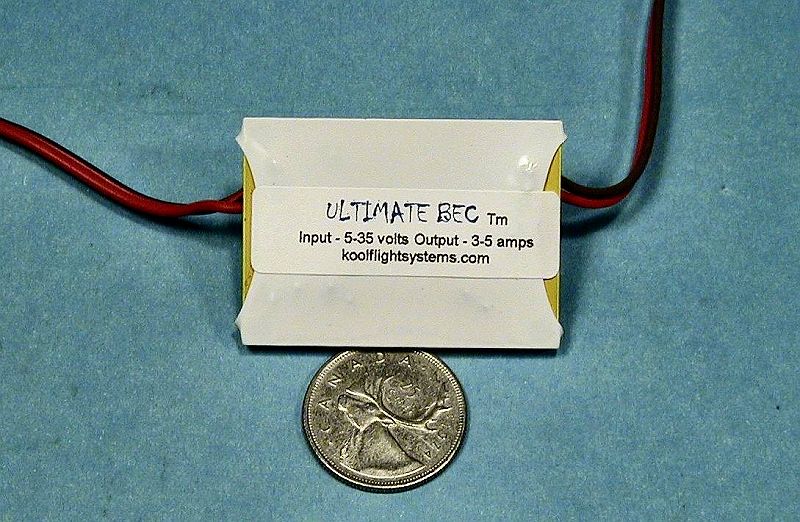 ULTIMATE BEC Tm
Input - 5-35 volts Output - 3-5 amps
koolflightsystems.com
CANADA